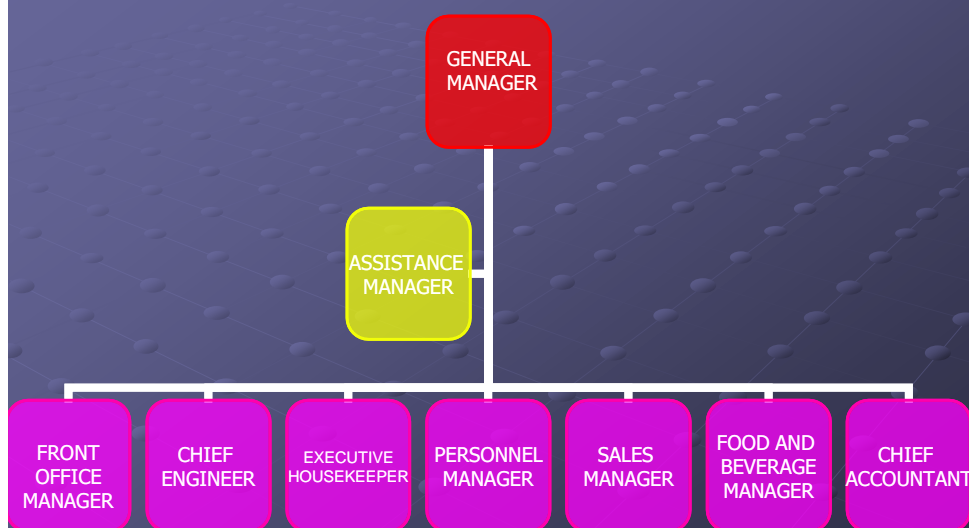 GENERAL
MANAGER
ASSISTANCE
MANAGER
FRONT
OFFICE
MANAGER
CHIEF
ENGINEER
EXECUTIVE
HOUSEKEEPER
PERSONNEL
MANAGER
SALES
MANAGER
FOOD AND
BEVERAGE
MANAGER
CHIEF
ACCOUNTANT